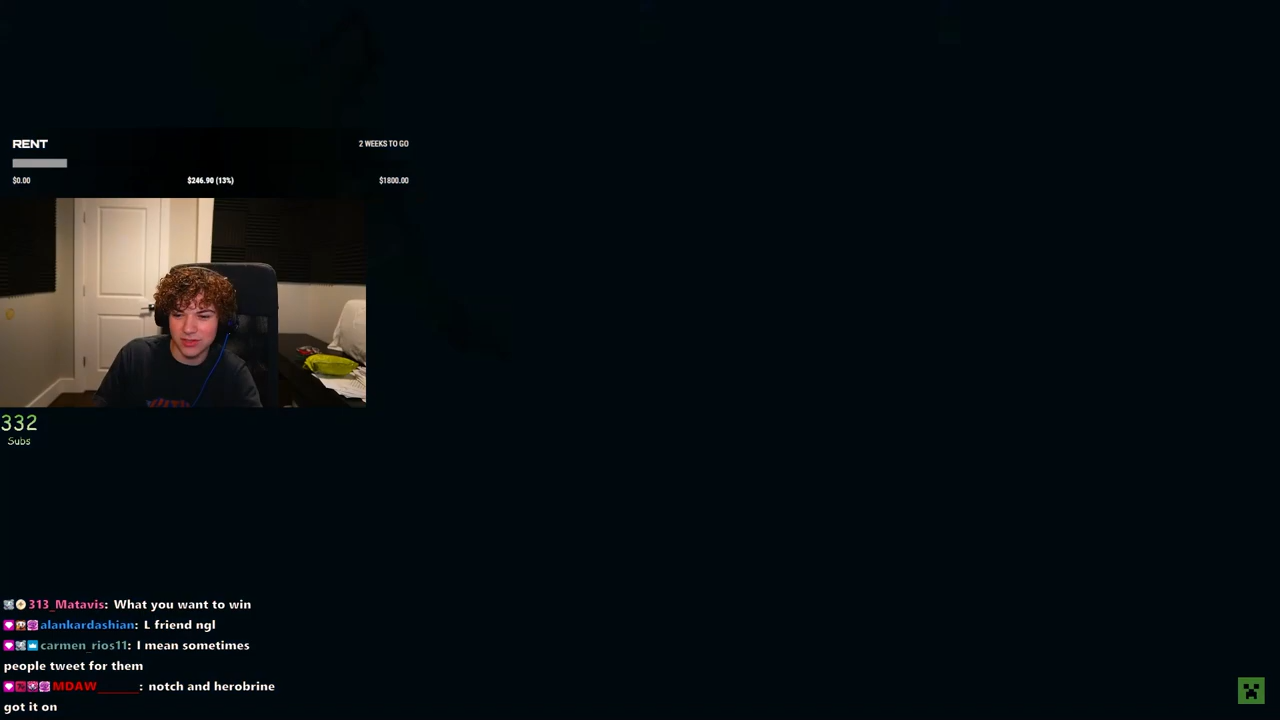 RENT
2 WEEKS TO GO
$0.00 $246.90 (13%) $1800.00
332
Subs
313_Matavis: What you want to win
alankardashian: L friend ngl
carmen_rios11: I mean sometimes
people tweet for them
MDAW______: notch and herobrine
got it on